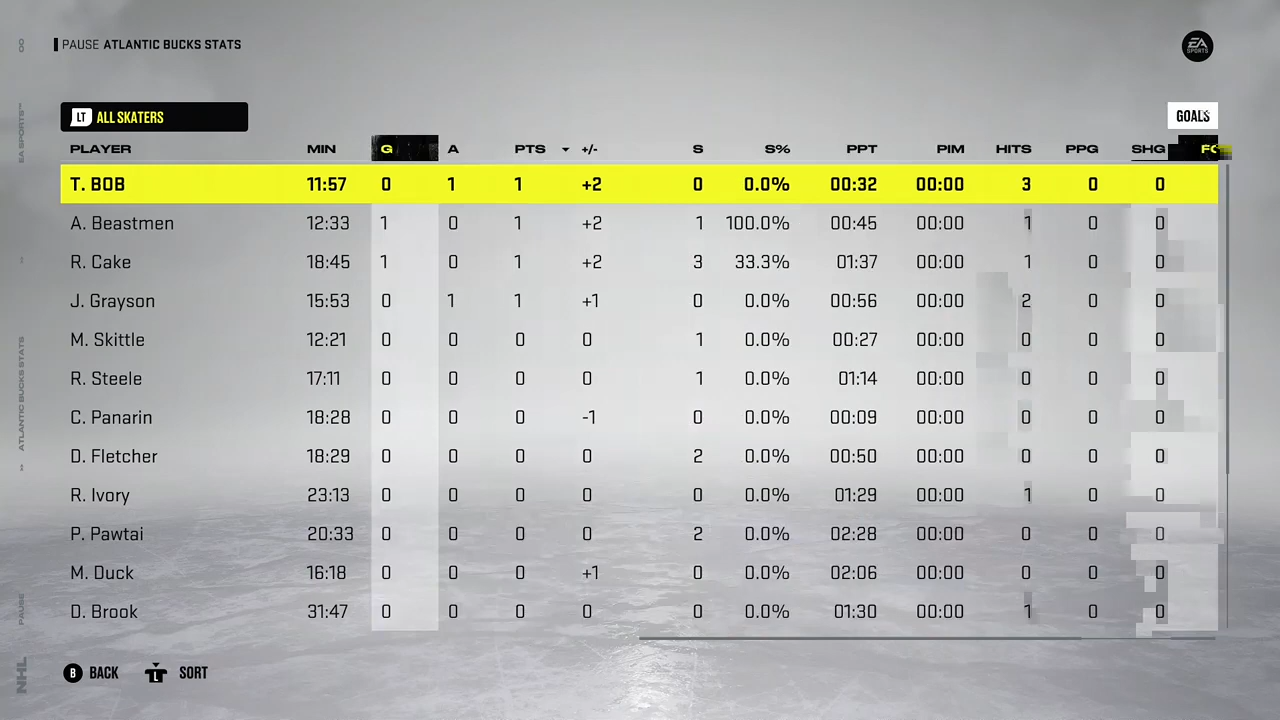 PAUSE ATLANTIC BUCKS STATS
EA SPORTS
LT ALL SKATERS
GOALS
PLAYER MIN G A PTS +/- S S% PPT PIM HITS PPG SHG
T. BOB 11:57 0 1 1 +2 0 0.0% 00:32 00:00 3 0 0
A. Beastmen 12:33 1 0 1 +2 1 100.0% 00:45 00:00 1 0 0
R. Cake 18:45 1 0 1 +2 3 33.3% 01:37 00:00 1 0 0
J. Grayson 15:53 0 1 1 +1 0 0.0% 00:56 00:00 2 0 0
M. Skittle 12:21 0 0 0 0 1 0.0% 00:27 00:00 0 0 0
R. Steele 17:11 0 0 0 0 1 0.0% 01:14 00:00 0 0 0
C. Panarin 18:28 0 0 0 -1 0 0.0% 00:09 00:00 0 0 0
D. Fletcher 18:29 0 0 0 0 2 0.0% 00:50 00:00 0 0 0
R. Ivory 23:13 0 0 0 0 0 0.0% 01:29 00:00 1 0 0
P. Pawtai 20:33 0 0 0 0 2 0.0% 02:28 00:00 0 0 0
M. Duck 16:18 0 0 0 +1 0 0.0% 02:06 00:00 0 0 0
D. Brook 31:47 0 0 0 0 0 0.0% 01:30 00:00 1 0 0
B BACK L SORT
NHL PAUSE ATLANTIC BUCKS STATS EA SPORTS™